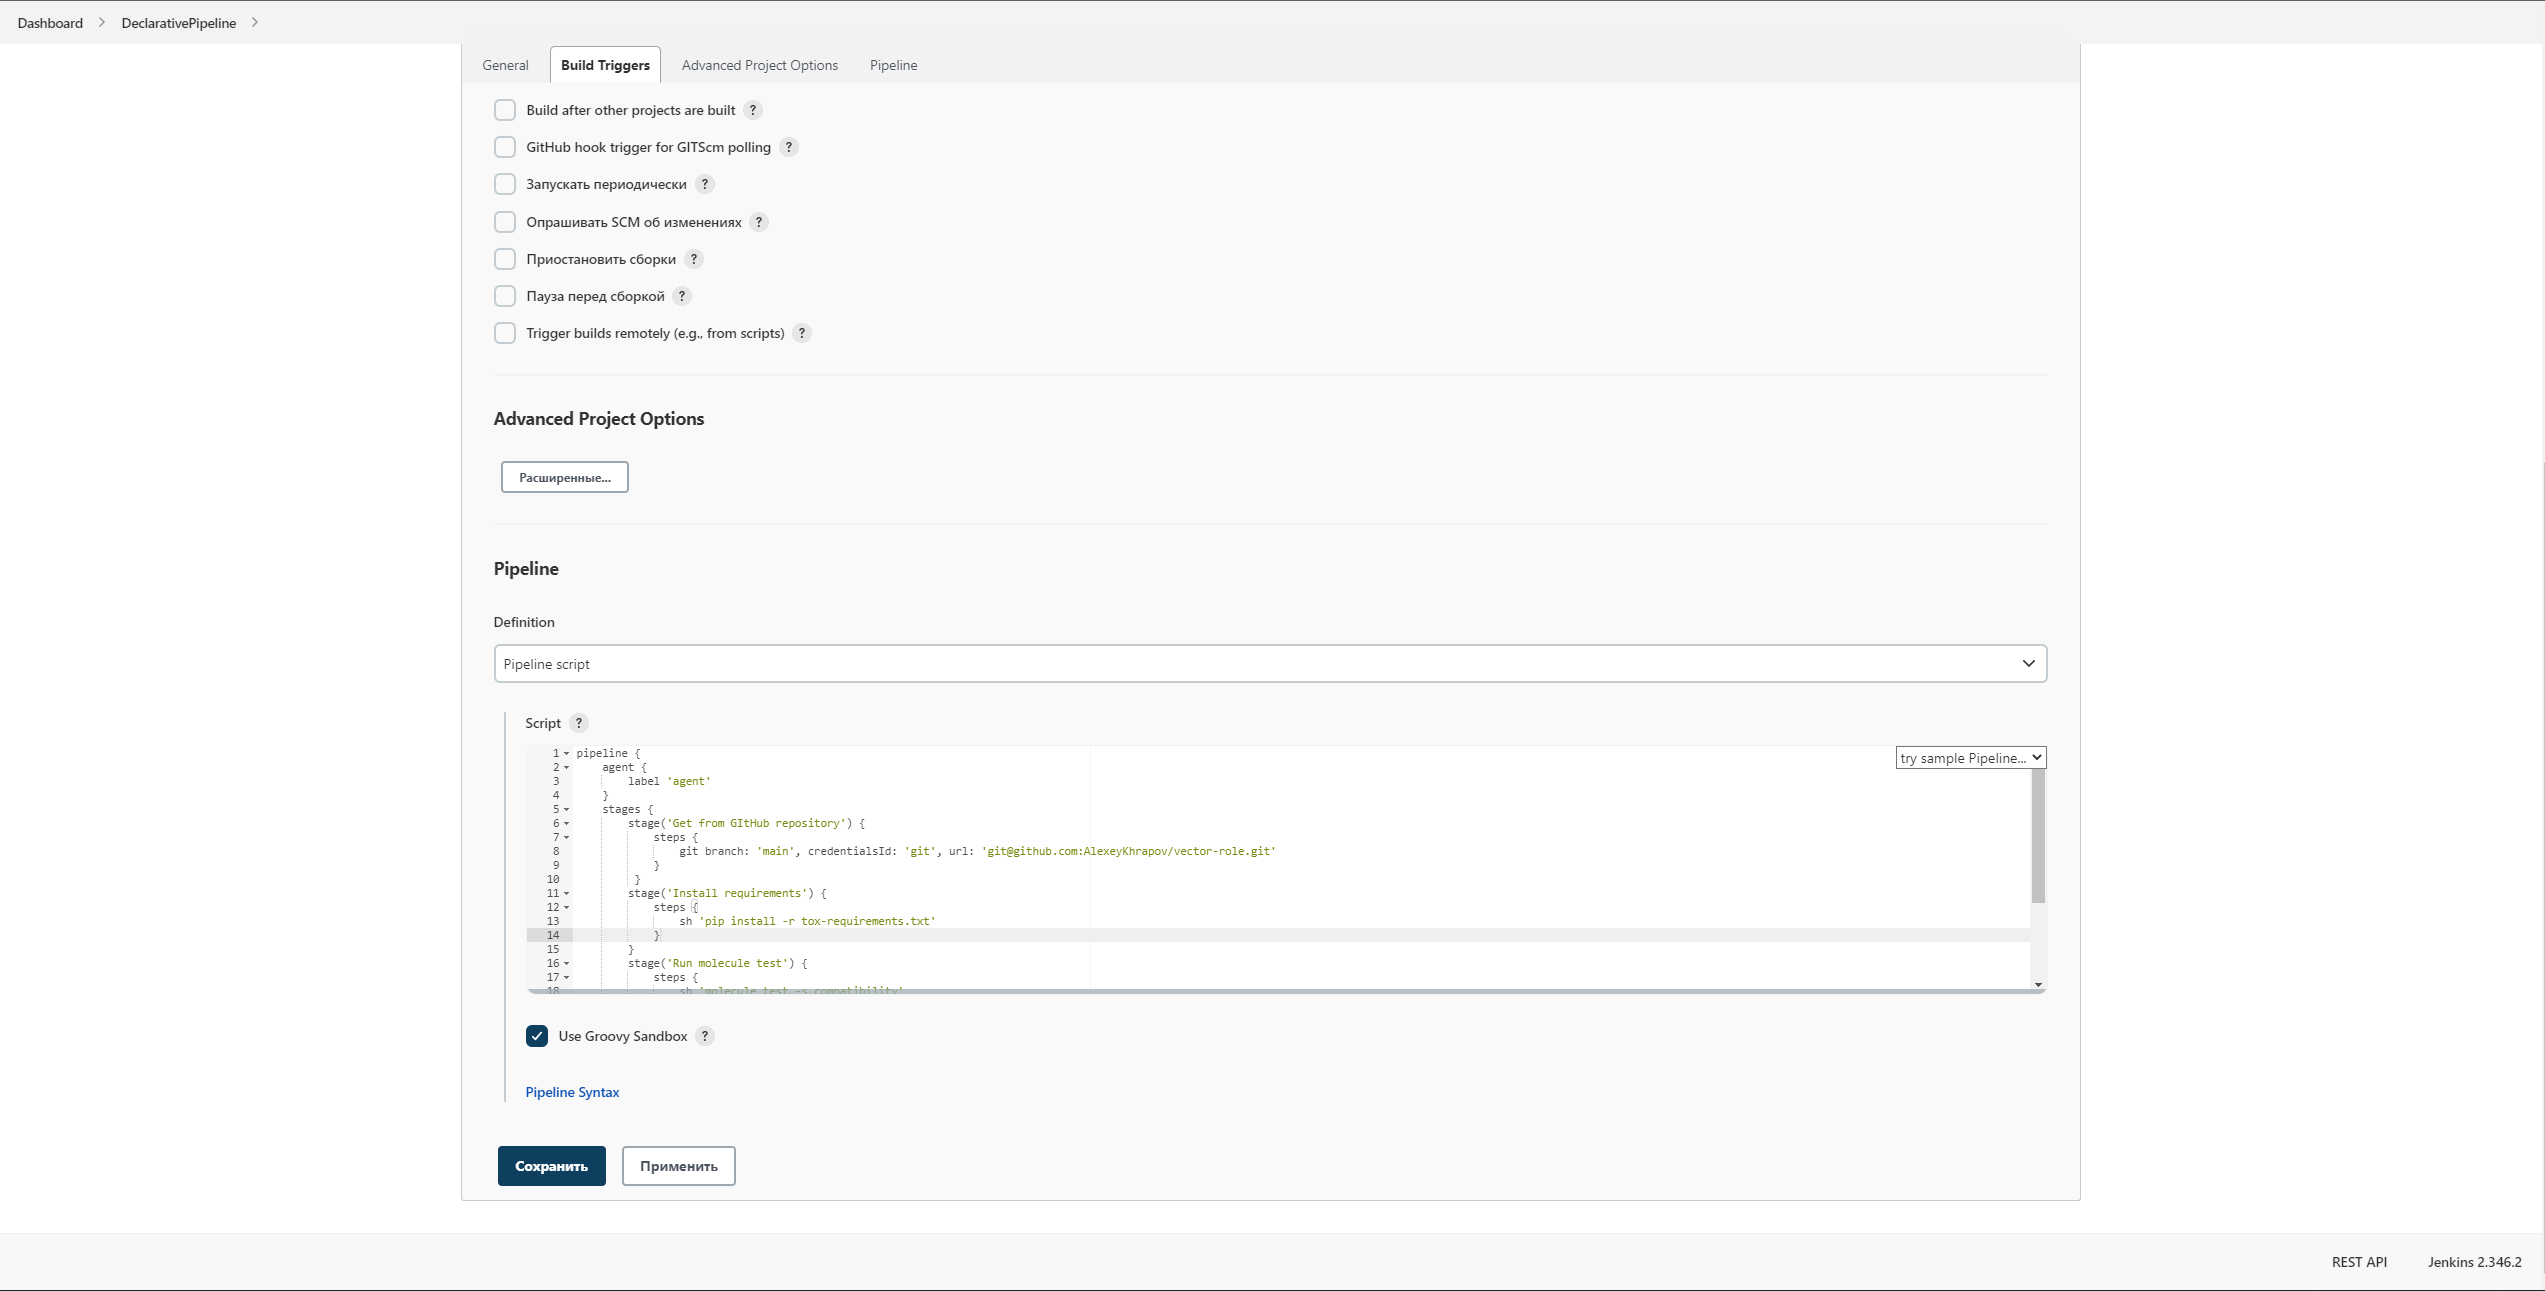 Dashboard > DeclarativePipeline >
General Build Triggers Advanced Project Options Pipeline
Build after other projects are built ?
GitHub hook trigger for GITScm polling ?
Запускать периодически ?
Опрашивать SCM об изменениях ?
Приостановить сборки ?
Пауза перед сборкой ?
Trigger builds remotely (e.g., from scripts) ?
Advanced Project Options
Расширенные...
Pipeline
Definition
Pipeline script
Script ?
try sample Pipeline...
1 pipeline {
2 agent {
3 label 'agent'
4 }
5 stages {
6 stage('Get from GItHub repository') {
7 steps {
8 git branch: 'main', credentialsId: 'git', url: 'git@github.com:AlexeyKhrapov/vector-role.git'
9 }
10 }
11 stage('Install requirements') {
12 steps {
13 sh 'pip install -r tox-requirements.txt'
14 }
15 }
16 stage('Run molecule test') {
17 steps {
18 sh 'molecule test -s compatibility'
Use Groovy Sandbox ?
Pipeline Syntax
Сохранить Применить
REST API Jenkins 2.346.2